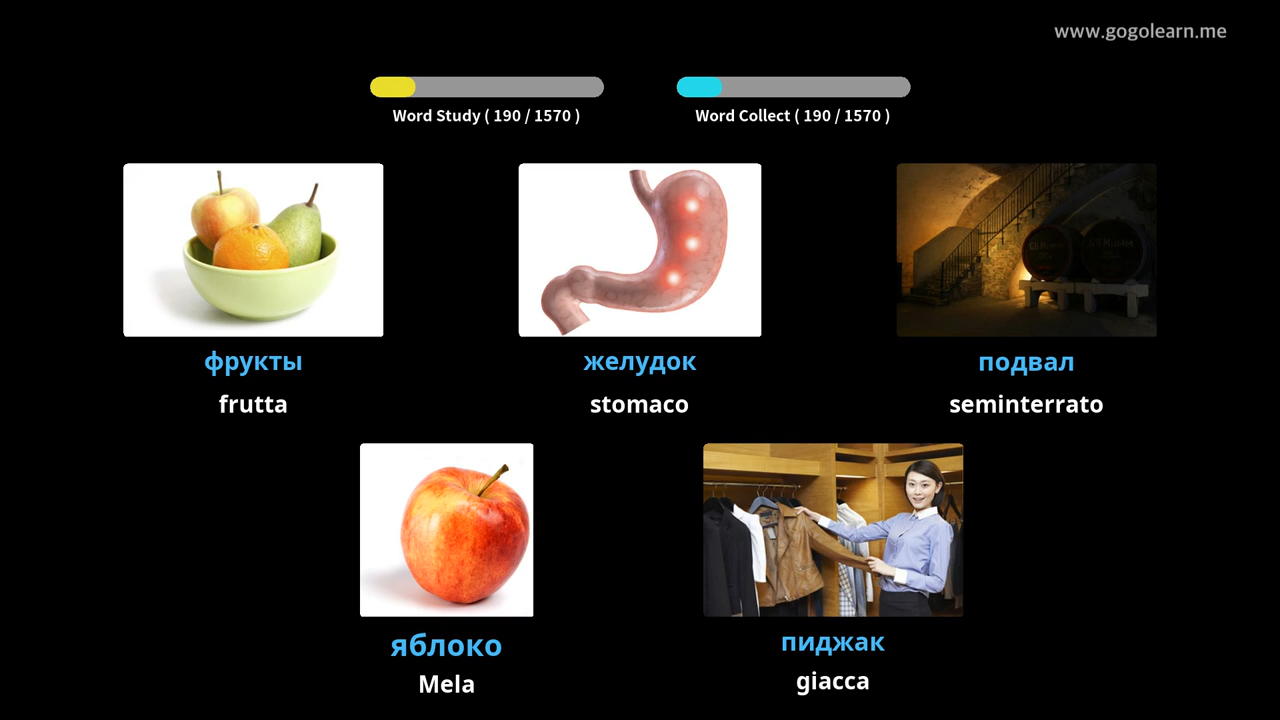 www.gogolearn.me
Word Study ( 190 / 1570 )
Word Collect ( 190 / 1570 )
фрукты
желудок
подвал
frutta
stomaco
seminterrato
яблоко
пиджак
Mela
giacca